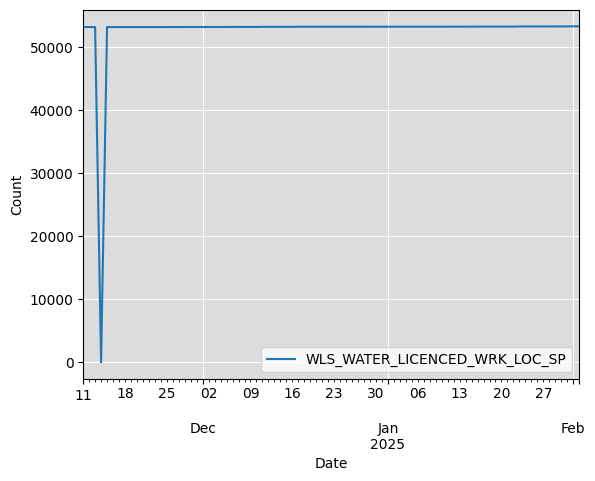 Count
50000
40000
30000
20000
10000
0
WLS_WATER_LICENCED_WRK_LOC_SP
11 18 25 02 09 16 23 30 06 13 20 27
Dec Jan Feb
2025
Date